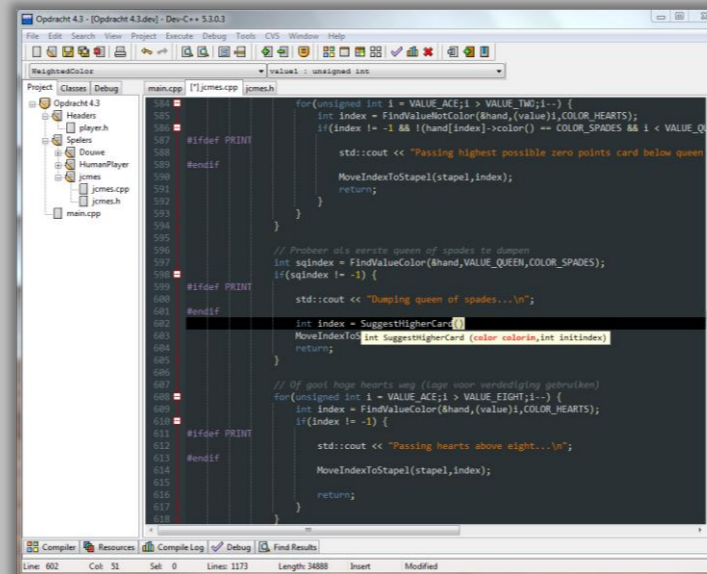 Opdracht 4.3 - [Opdracht 4.3.dev] - Dev-C++ 5.3.0.3
File Edit Search View Project Execute Debug Tools CVS Window Help
WeightedColor
value1 : unsigned int
Project Classes Debug
main.cpp [*] jcmes.cpp jcmes.h
Opdracht 4.3
Headers
player.h
Spelers
Douwe
HumanPlayer
jcmes
jcmes.cpp
jcmes.h
main.cpp
584 for(unsigned int i = VALUE_ACE;i > VALUE_TWO;i--) {
585 int index = FindValueNotColor(&hand,(value)i,COLOR_HEARTS);
586 if(index != -1 && !(hand[index]->color() == COLOR_SPADES && i < VALUE_QU
587 #ifdef PRINT
588 std::cout << "Passing highest possible zero points card below queen
589 #endif
590 MoveIndexToStapel(stapel,index);
591 return;
592 }
593 }
594 }
595
596 // Probeer als eerste queen of spades te dumpen
597 int sqindex = FindValueColor(&hand,VALUE_QUEEN,COLOR_SPADES);
598 if(sqindex != -1) {
599 #ifdef PRINT
600 std::cout << "Dumping queen of spades...\n";
601 #endif
602 int index = SuggestHigherCard()
603 MoveIndexToS
int SuggestHigherCard (color colorim,int initindex)
604 return;
605 }
606
607 // Of gooi hoge hearts weg (lage voor verdediging gebruiken)
608 for(unsigned int i = VALUE_ACE;i > VALUE_EIGHT;i--) {
609 int index = FindValueColor(&hand,(value)i,COLOR_HEARTS);
610 if(index != -1) {
611 #ifdef PRINT
612 std::cout << "Passing hearts above eight...\n";
613 #endif
614 MoveIndexToStapel(stapel,index);
615
616 return;
617 }
618 }
Compiler Resources Compile Log Debug Find Results
Line: 602 Col: 51 Sel: 0 Lines: 1173 Length: 34888 Insert Modified